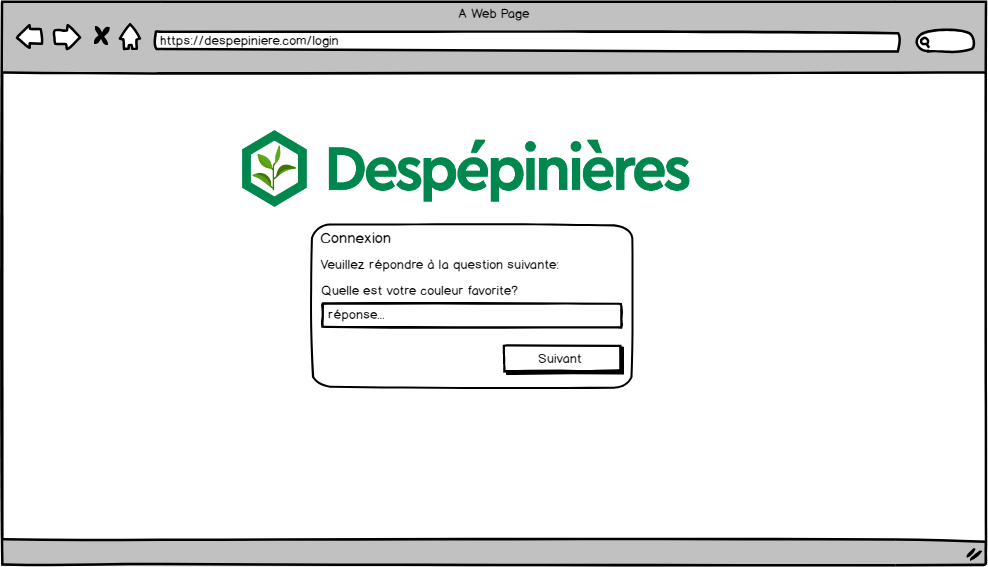 A Web Page
https://despepiniere.com/login
Despépinières
Connexion
Veuillez répondre à la question suivante:
Quelle est votre couleur favorite?
réponse...
Suivant